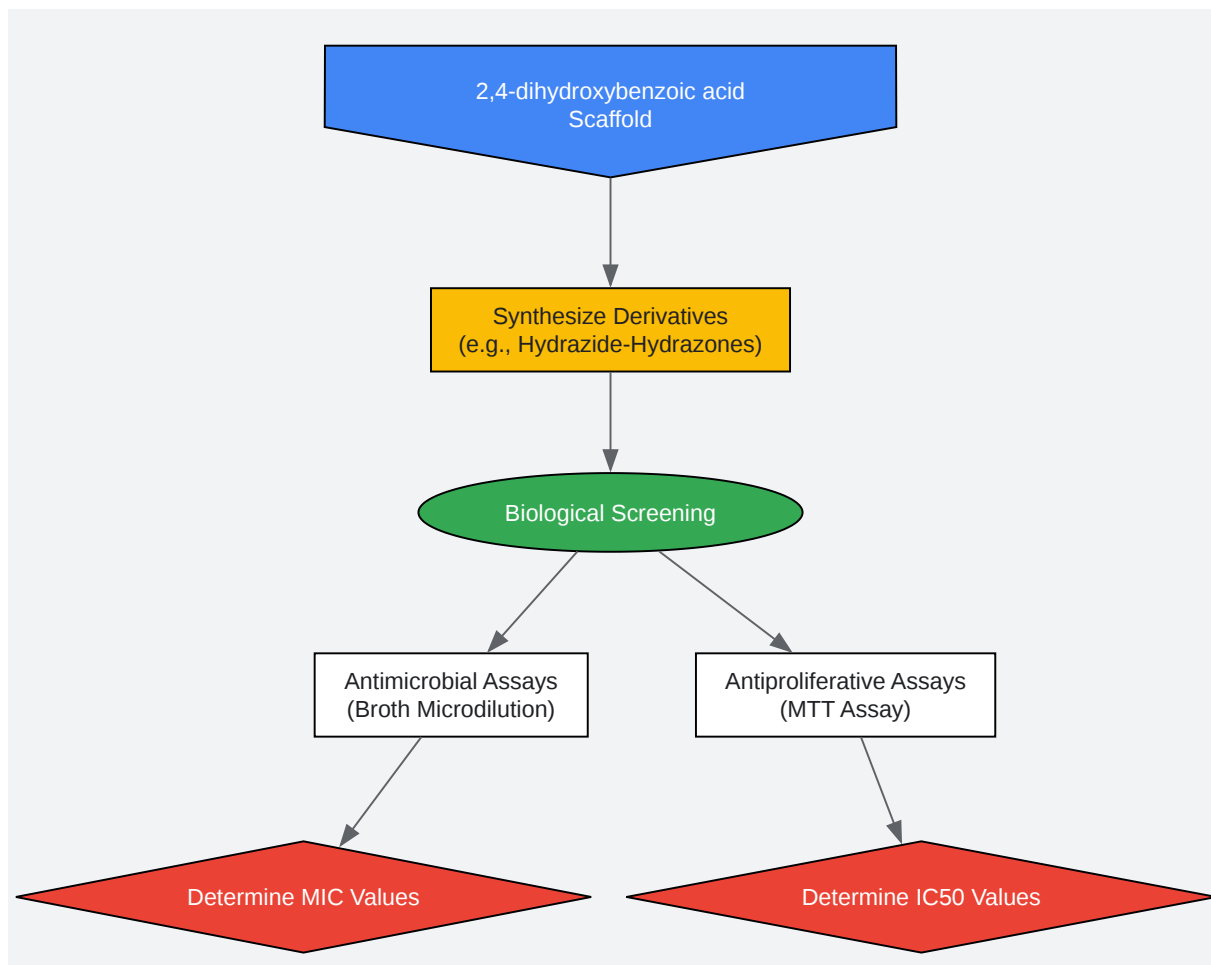 2,4-dihydroxybenzoic acid
Scaffold
Synthesize Derivatives
(e.g., Hydrazide-Hydrazones)
Biological Screening
Antimicrobial Assays
(Broth Microdilution)
Antiproliferative Assays
(MTT Assay)
Determine MIC Values
Determine IC50 Values